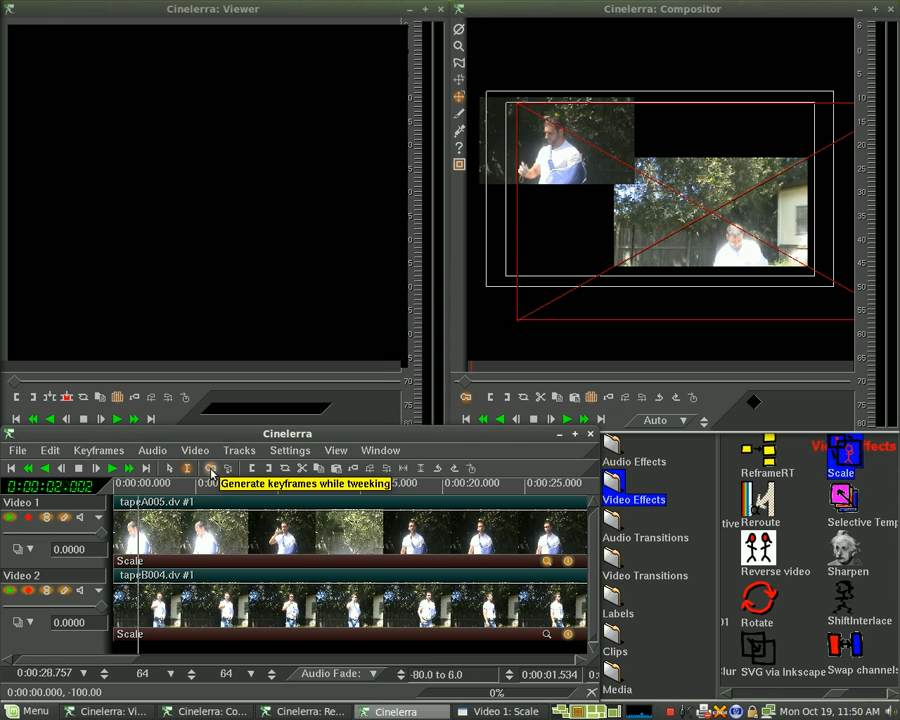 Cinelerra: Viewer
Cinelerra: Compositor
Auto
Cinelerra
File Edit Keyframes Audio Video Tracks Settings View Window
0:00:02:002
0:00:00.000
5.000
0:00:20.000
0:00:25.000
Generate keyframes while tweeking
Video 1
tapeA005.dv #1
0.0000
Scale
Video 2
tapeB004.dv #1
0.0000
Scale
0:00:28.757
64
64
Audio Fade:
-80.0 to 6.0
0:00:01.534
0:00:00.000, -100.00
0%
Audio Effects
Video Effects
Audio Transitions
Video Transitions
Labels
Clips
Media
ReframeRT
Scale
Reroute
Selective Temp
Reverse video
Sharpen
Rotate
ShiftInterlace
SVG via Inkscape
Swap channels
Menu
Cinelerra: Vi...
Cinelerra: Co...
Cinelerra: Re...
Cinelerra
Video 1: Scale
Mon Oct 19, 11:50 AM